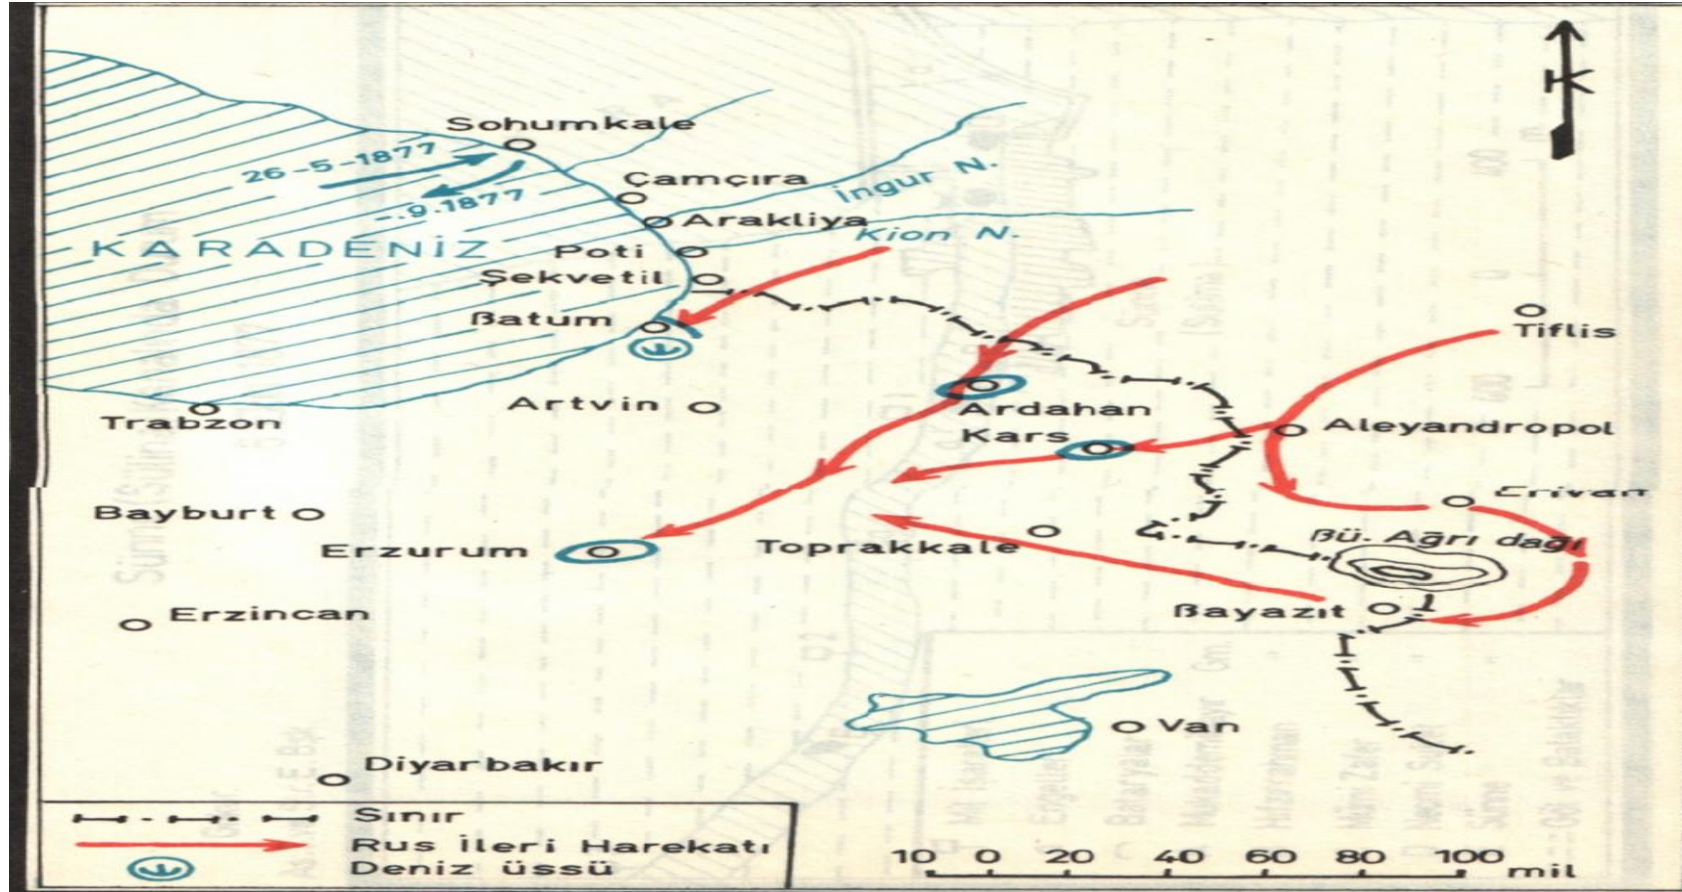 K
Sohumkale
26-5-1877
-.9.1877
Çamçıra
İngur N.
Arakliya
Kion N.
KARADENİZ
Poti
Şekvetil
Batum
Tiflis
Trabzon
Artvin
Ardahan
Kars
Aleyandropol
Bayburt
Erivan
Erzurum
Toprakkale
Bü. Ağrı dağı
Bayazıt
Erzincan
Van
Diyarbakır
Sınır
Rus İleri Harekatı
Deniz üssü
10 0 20 40 60 80 100 mil